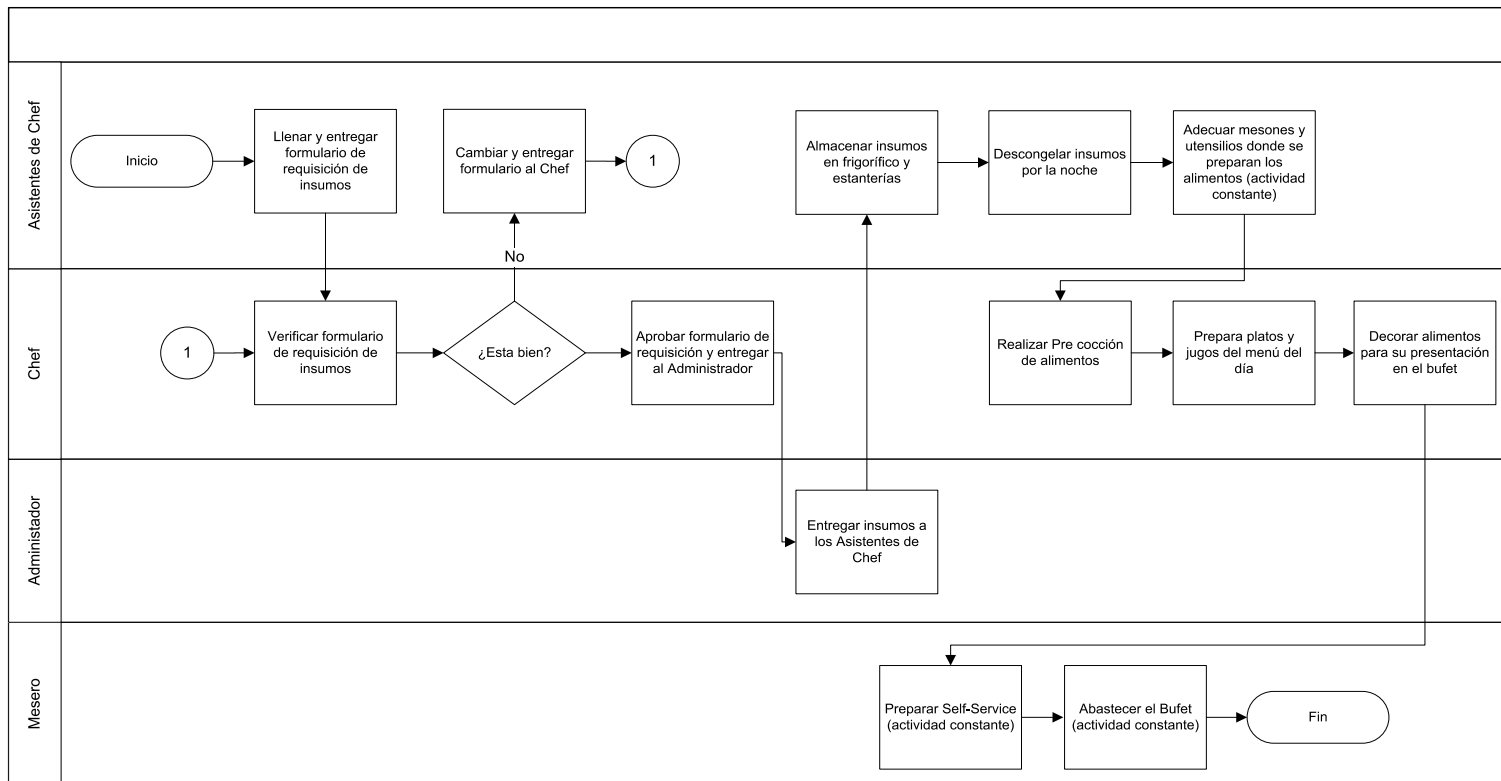 Asistentes de Chef
Inicio
Llenar y entregar
formulario de
requisición de
insumos
Cambiar y entregar
formulario al Chef
1
Almacenar insumos
en frigorífico y
estanterías
Descongelar insumos
por la noche
Adecuar mesones y
utensilios donde se
preparan los
alimentos (actividad
constante)
No
Chef
1
Verificar formulario
de requisición de
insumos
¿Esta bien?
Aprobar formulario de
requisición y entregar
al Administrador
Realizar Pre cocción
de alimentos
Prepara platos y
jugos del menú del
día
Decorar alimentos
para su presentación
en el bufet
Administador
Entregar insumos a
los Asistentes de
Chef
Mesero
Preparar Self-Service
(actividad constante)
Abastecer el Bufet
(actividad constante)
Fin